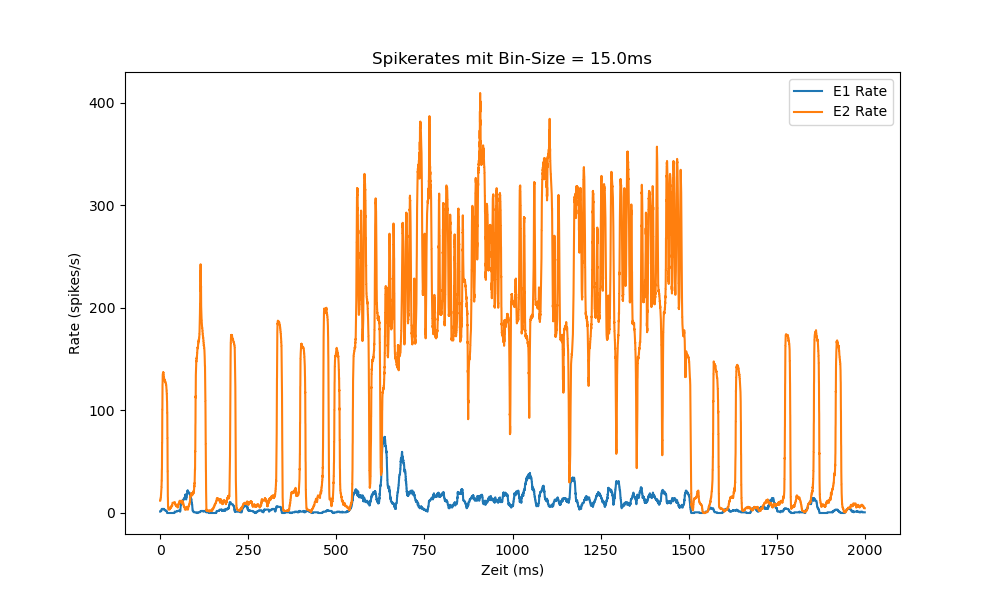 Spikerates mit Bin-Size = 15.0ms
E1 Rate
E2 Rate
400
300
200
100
0
Rate (spikes/s)
0 250 500 750 1000 1250 1500 1750 2000
Zeit (ms)